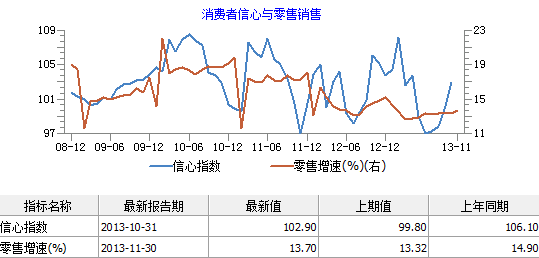 消费者信心与零售销售
109 23
105 19
101 15
97 11
08-12 09-06 09-12 10-06 10-12 11-06 11-12 12-06 12-12 13-11
信心指数 零售增速(%)(右)
指标名称 最新报告期 最新值 上期值 上年同期
信心指数 2013-10-31 102.90 99.80 106.10
零售增速(%) 2013-11-30 13.70 13.32 14.90